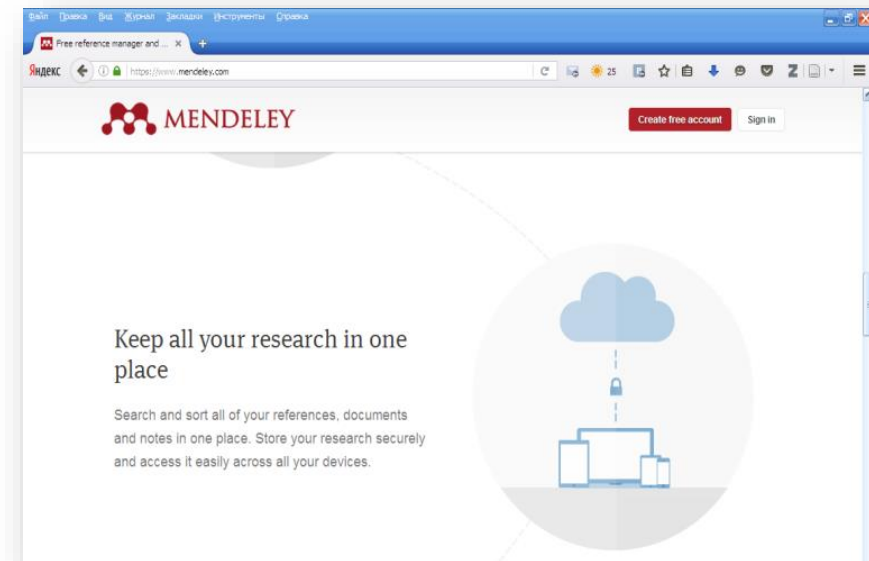 Файл Правка Вид Журнал Закладки Инструменты Справка
Free reference manager and ... × +
Яндекс https://www.mendeley.com 25 Z
MENDELEY
Create free account Sign in
Keep all your research in one
place
Search and sort all of your references, documents
and notes in one place. Store your research securely
and access it easily across all your devices.